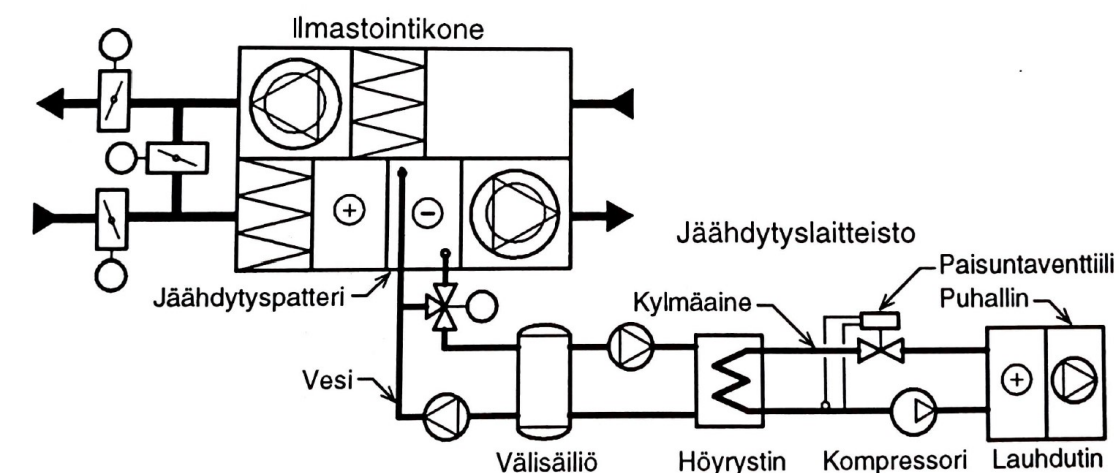 Ilmastointikone
Jäähdytyslaitteisto
Paisuntaventtiili
Jäähdytyspatteri
Kylmäaine
Puhallin
Vesi
Välisäiliö
Höyrystin
Kompressori
Lauhdutin